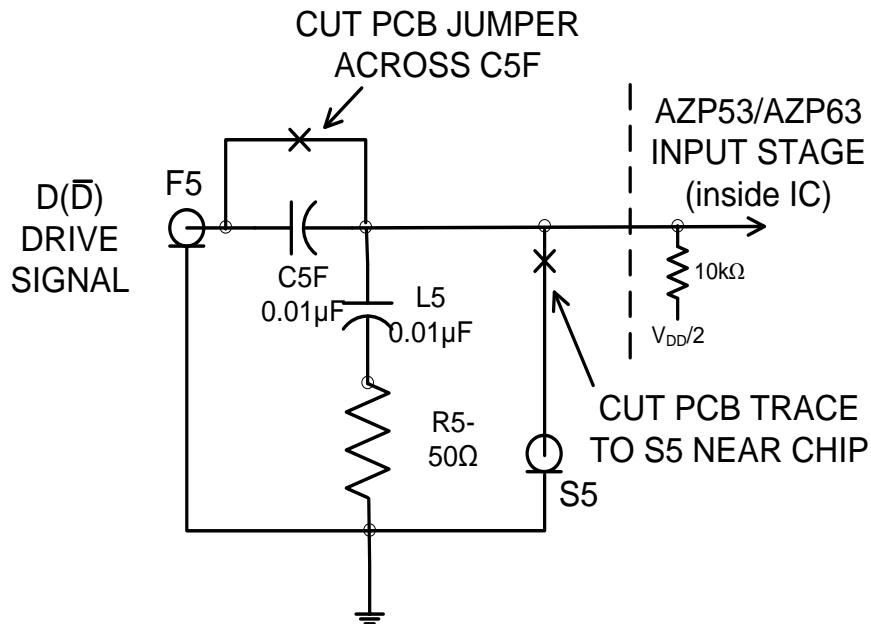 CUT PCB JUMPER
ACROSS C5F
AZP53/AZP63
INPUT STAGE
(inside IC)
F5
D(D̅)
DRIVE
SIGNAL
C5F
0.01µF
L5
0.01µF
10kΩ
V_DD/2
R5-
50Ω
CUT PCB TRACE
TO S5 NEAR CHIP
S5